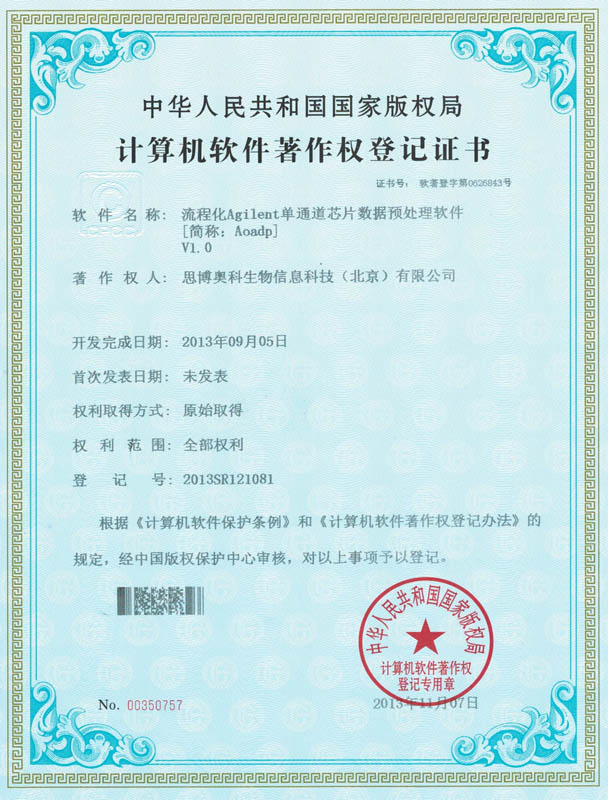 中华人民共和国国家版权局
计算机软件著作权登记证书
证书号: 软著登字第0626843号
软件名称: 流程化Agilent单通道芯片数据预处理软件
[简称: Aoadp]
V1.0
著作权人: 思博奥科生物信息科技（北京）有限公司
开发完成日期: 2013年09月05日
首次发表日期: 未发表
权利取得方式: 原始取得
权利范围: 全部权利
登记号: 2013SR121081
根据《计算机软件保护条例》和《计算机软件著作权登记办法》的
规定，经中国版权保护中心审核，对以上事项予以登记。
中华人民共和国国家版权局
计算机软件著作权
登记专用章
No. 00350757
2013年11月07日